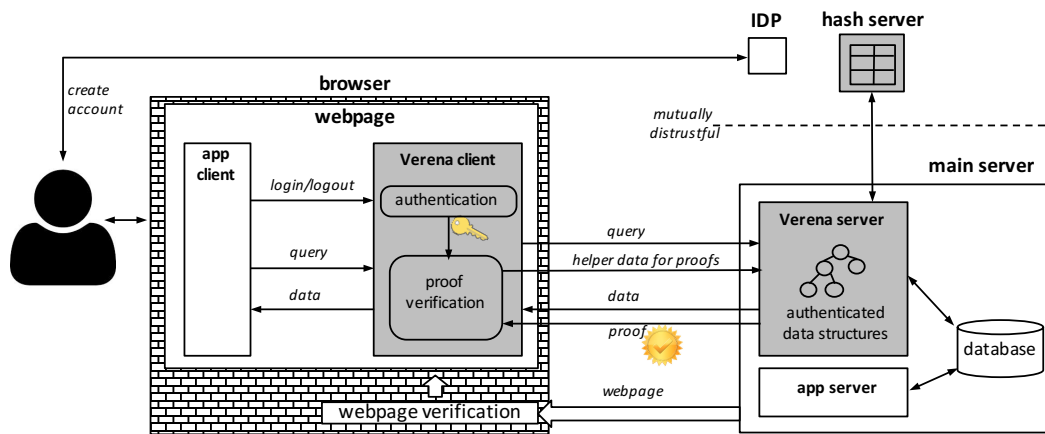 IDP
hash server
create
account
browser
mutually
distrustful
webpage
main server
app
client
Verena client
login/logout
authentication
Verena server
query
query
helper data for proofs
proof
verification
data
data
authenticated
data structures
proof
database
webpage
app server
webpage verification